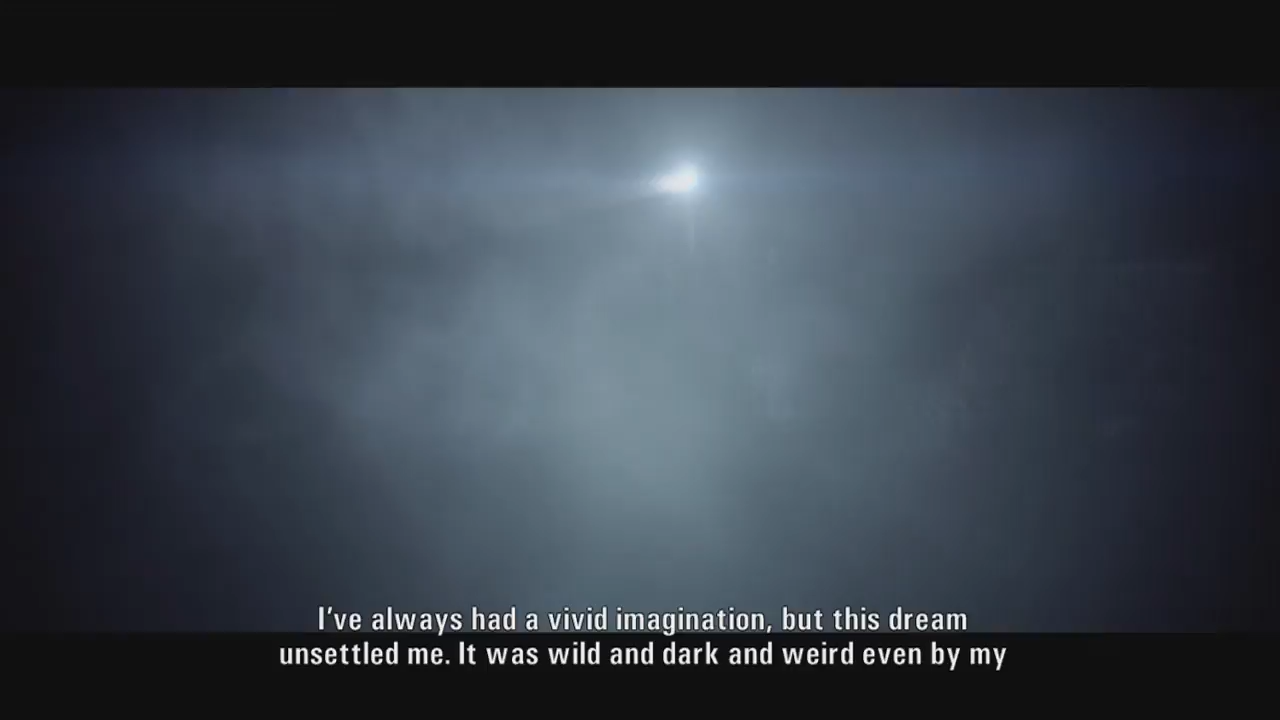 I've always had a vivid imagination, but this dream
unsettled me. It was wild and dark and weird even by my